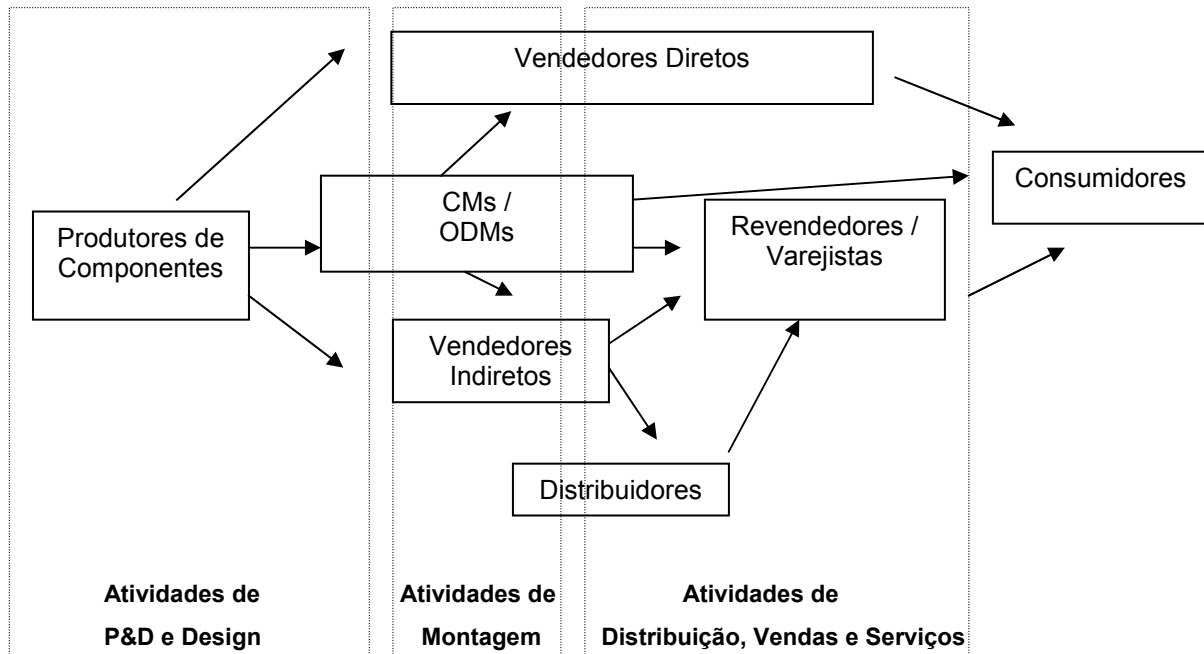 Vendedores Diretos
Consumidores
CMs /
ODMs
Revendedores /
Varejistas
Produtores de
Componentes
Vendedores
Indiretos
Distribuidores
Atividades de
P&D e Design
Atividades de
Montagem
Atividades de
Distribuição, Vendas e Serviços